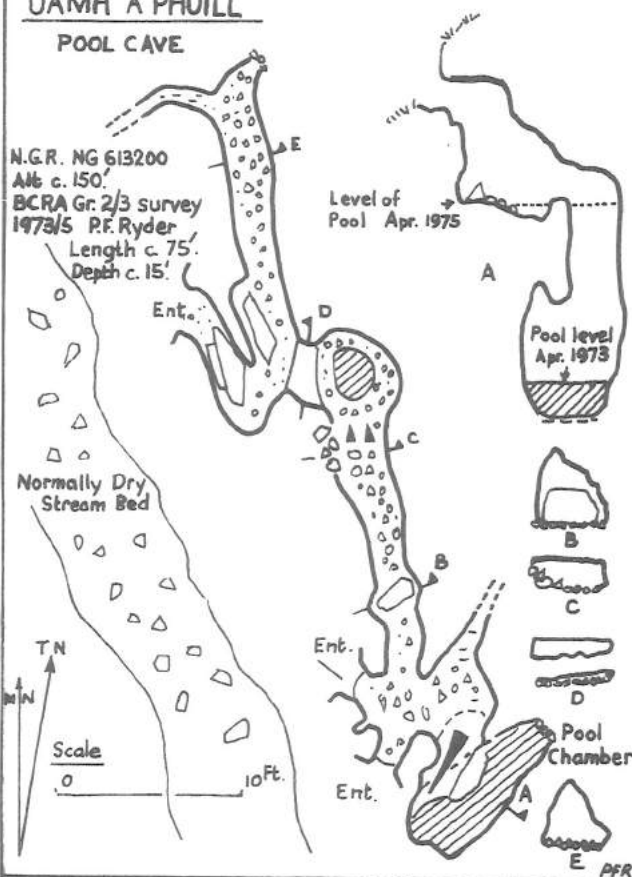 UAMH A PHUILL
POOL CAVE
N.G.R. NG 613200
Alt c. 150'.
BCRA Gr. 2/3 survey
1973/5 P.F. Ryder
Length c. 75'.
Depth c. 15'.
E
Level of
Pool Apr. 1975
A
Ent.
D
Pool level
Apr. 1973
C
B
Normally Dry
Stream Bed
B
C
D
Ent.
Ent.
TN
MN
Scale
0
10Ft.
Pool
Chamber
A
E
PFR